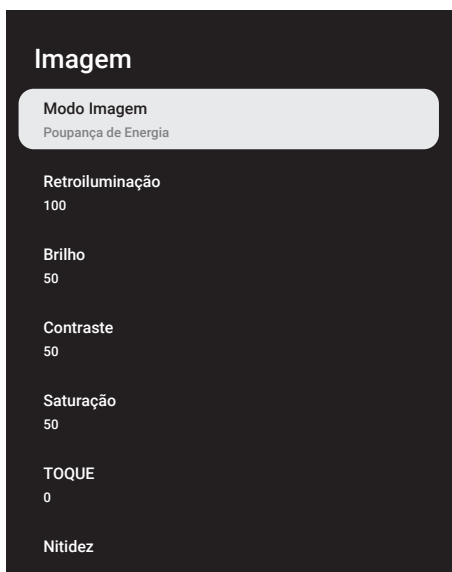 Imagem
Modo Imagem
Poupança de Energia
Retroiluminação
100
Brilho
50
Contraste
50
Saturação
50
TOQUE
0
Nitidez